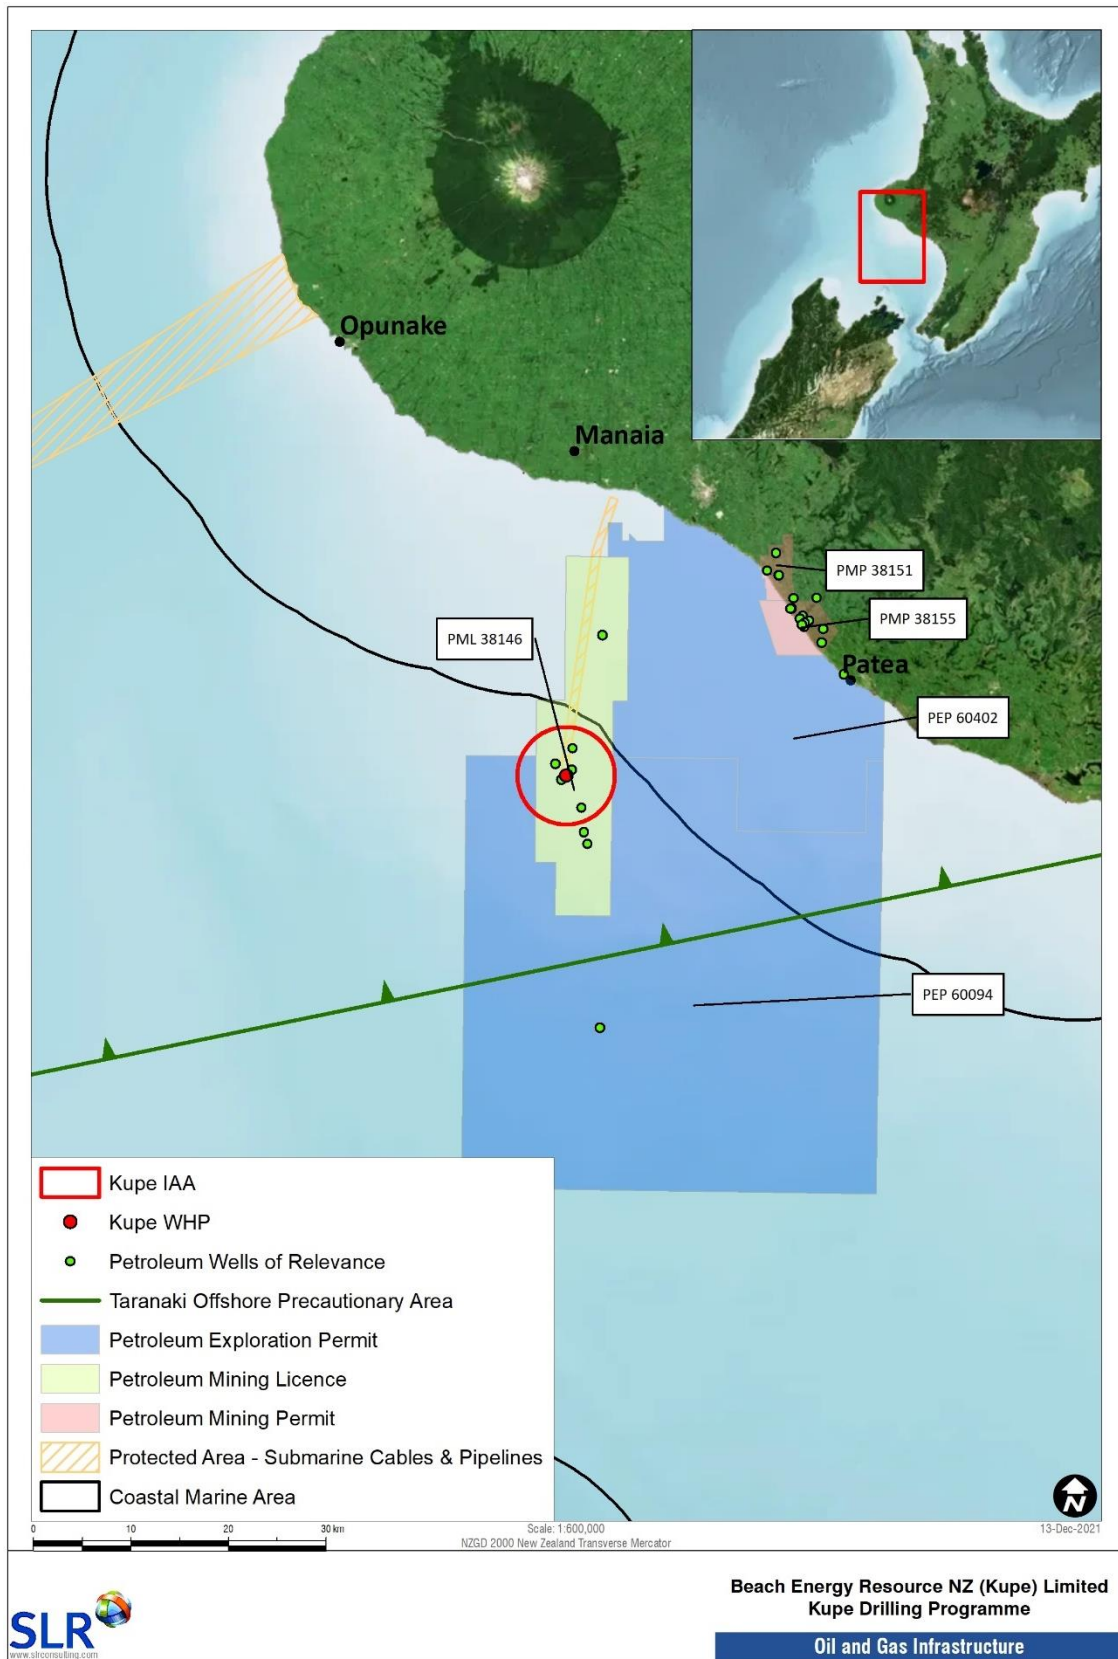 Opunake
Manaia
PMP 38151
PMP 38155
PML 38146
Patea
PEP 60402
PEP 60094
Kupe IAA
Kupe WHP
Petroleum Wells of Relevance
Taranaki Offshore Precautionary Area
Petroleum Exploration Permit
Petroleum Mining Licence
Petroleum Mining Permit
Protected Area - Submarine Cables & Pipelines
Coastal Marine Area
N
0 10 20 30 km
Scale: 1:600,000
13-Dec-2021
NZGD 2000 New Zealand Transverse Mercator
SLR
www.slrconsulting.com
Beach Energy Resource NZ (Kupe) Limited
Kupe Drilling Programme
Oil and Gas Infrastructure